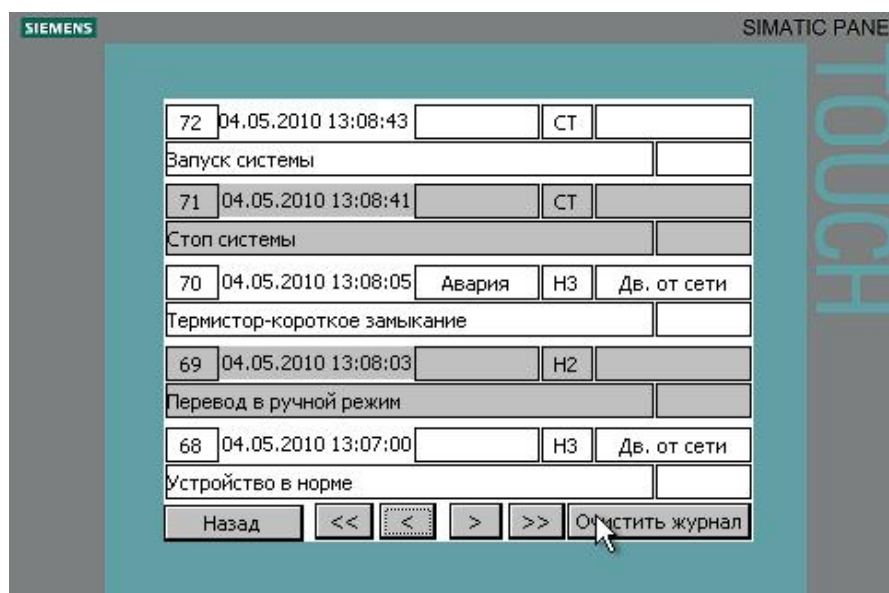 SIEMENS
SIMATIC PANE
TOUCH
72 04.05.2010 13:08:43 СТ
Запуск системы
71 04.05.2010 13:08:41 СТ
Стоп системы
70 04.05.2010 13:08:05 Авария Н3 Дв. от сети
Термистор-короткое замыкание
69 04.05.2010 13:08:03 Н2
Перевод в ручной режим
68 04.05.2010 13:07:00 Н3 Дв. от сети
Устройство в норме
Назад << < > >> Очистить журнал